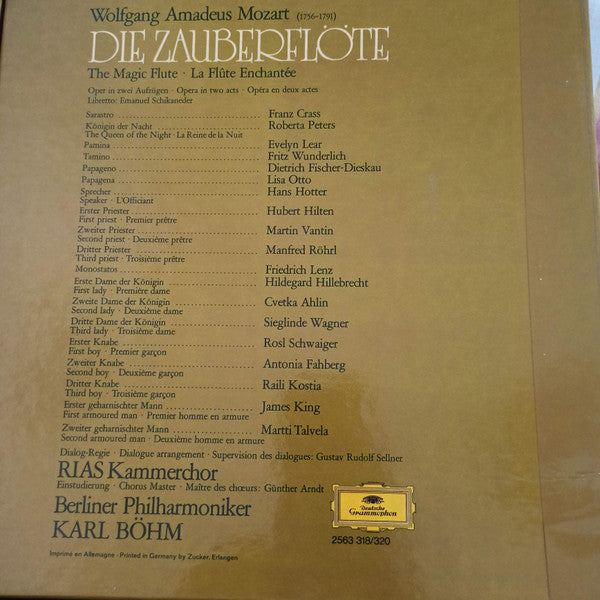 Wolfgang Amadeus Mozart (1756-1791)
DIE ZAUBERFLÖTE
The Magic Flute · La Flûte Enchantée
Oper in zwei Aufzügen · Opera in two acts · Opéra en deux actes
Libretto: Emanuel Schikaneder
Sarastro Franz Crass
Königin der Nacht Roberta Peters
The Queen of the Night · La Reine de la Nuit
Pamina Evelyn Lear
Tamino Fritz Wunderlich
Papageno Dietrich Fischer-Dieskau
Papagena Lisa Otto
Sprecher Hans Hotter
Speaker · L'Officiant
Erster Priester Hubert Hilten
First priest · Premier prêtre
Zweiter Priester Martin Vantin
Second priest · Deuxième prêtre
Dritter Priester Manfred Röhrl
Third priest · Troisième prêtre
Monostatos Friedrich Lenz
Erste Dame der Königin Hildegard Hillebrecht
First lady · Première dame
Zweite Dame der Königin Cvetka Ahlin
Second lady · Deuxième dame
Dritte Dame der Königin Sieglinde Wagner
Third lady · Troisième dame
Erster Knabe Rosl Schwaiger
First boy · Premier garçon
Zweiter Knabe Antonia Fahberg
Second boy · Deuxième garçon
Dritter Knabe Raili Kostia
Third boy · Troisième garçon
Erster geharnischter Mann James King
First armoured man · Premier homme en armure
Zweiter geharnischter Mann Martti Talvela
Second armoured man · Deuxième homme en armure
Dialog-Regie · Dialogue arrangement · Supervision des dialogues: Gustav Rudolf Sellner
RIAS Kammerchor
Einstudierung · Chorus Master · Maître des chœurs: Günther Arndt
Berliner Philharmoniker
KARL BÖHM
Deutsche
Grammophon
2563 318/320
Imprimé en Allemagne · Printed in Germany by Zucker, Erlangen